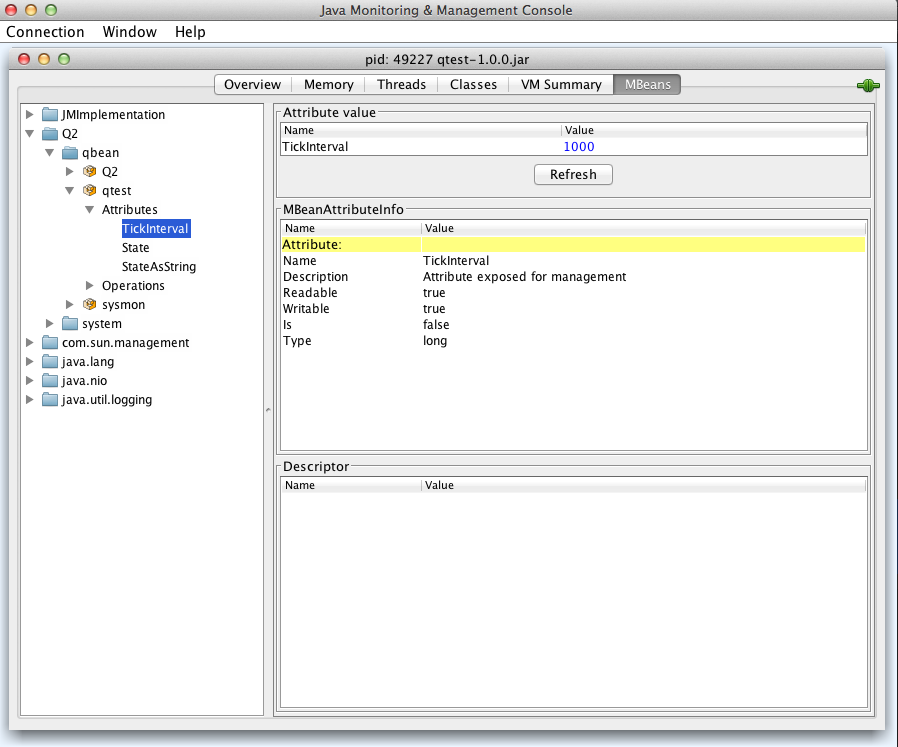 Java Monitoring & Management Console
Connection Window Help
pid: 49227 qtest-1.0.0.jar
Overview Memory Threads Classes VM Summary MBeans
JMImplementation
Q2
qbean
Q2
qtest
Attributes
TickInterval
State
StateAsString
Operations
sysmon
system
com.sun.management
java.lang
java.nio
java.util.logging
Attribute value
Name Value
TickInterval 1000
Refresh
MBeanAttributeInfo
Name Value
Attribute:
Name TickInterval
Description Attribute exposed for management
Readable true
Writable true
Is false
Type long
Descriptor
Name Value